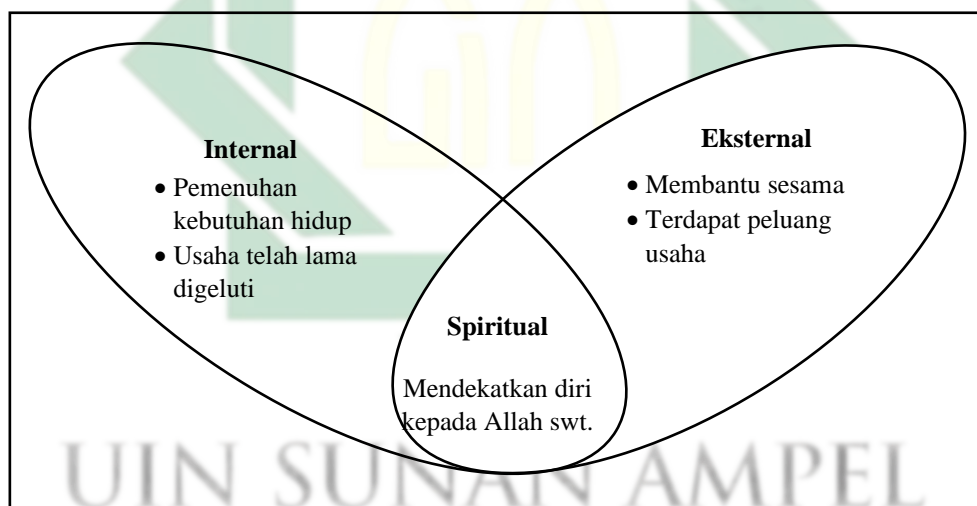 Internal
• Pemenuhan
kebutuhan hidup
• Usaha telah lama
digeluti
Eksternal
• Membantu sesama
• Terdapat peluang
usaha
Spiritual
Mendekatkan diri
kepada Allah swt.
UIN SUNAN AMPEL